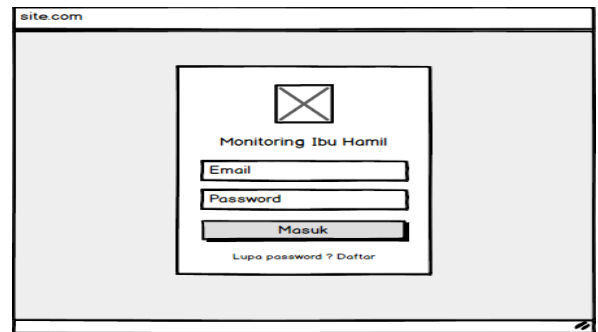 site.com
Monitoring Ibu Hamil
Email
Password
Masuk
Lupa password ? Daftar